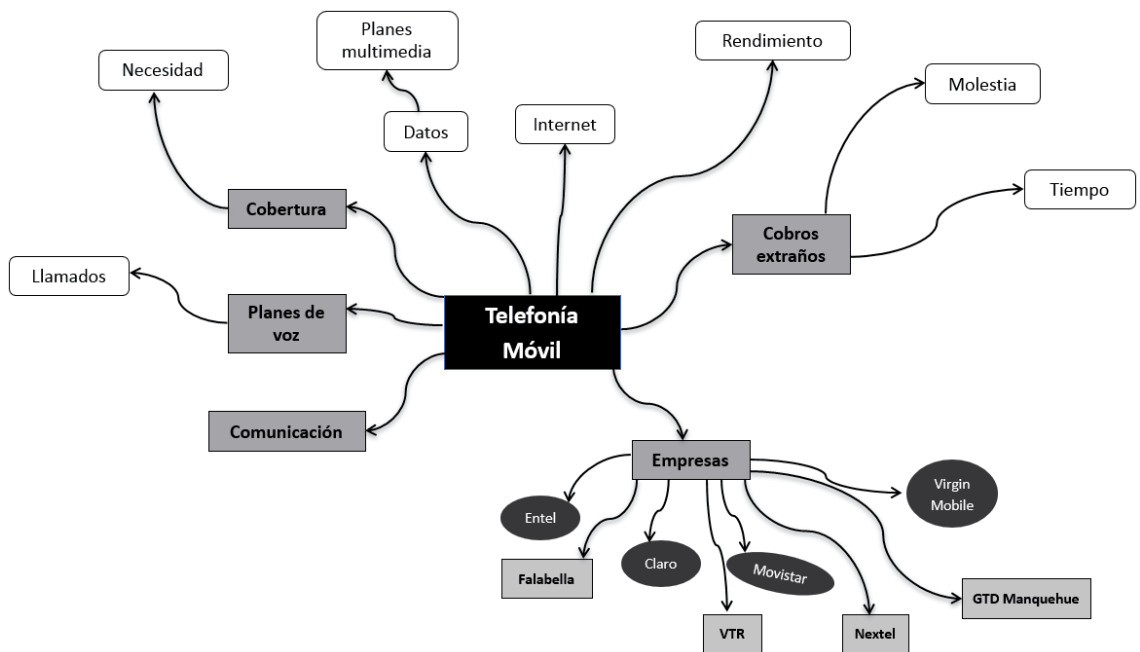 Planes
multimedia
Rendimiento
Necesidad
Molestia
Datos
Internet
Tiempo
Cobertura
Cobros
extraños
Llamados
Planes de
voz
Telefonía
Móvil
Comunicación
Empresas
Virgin
Mobile
Entel
Claro
Movistar
Falabella
GTD Manquehue
VTR
Nextel